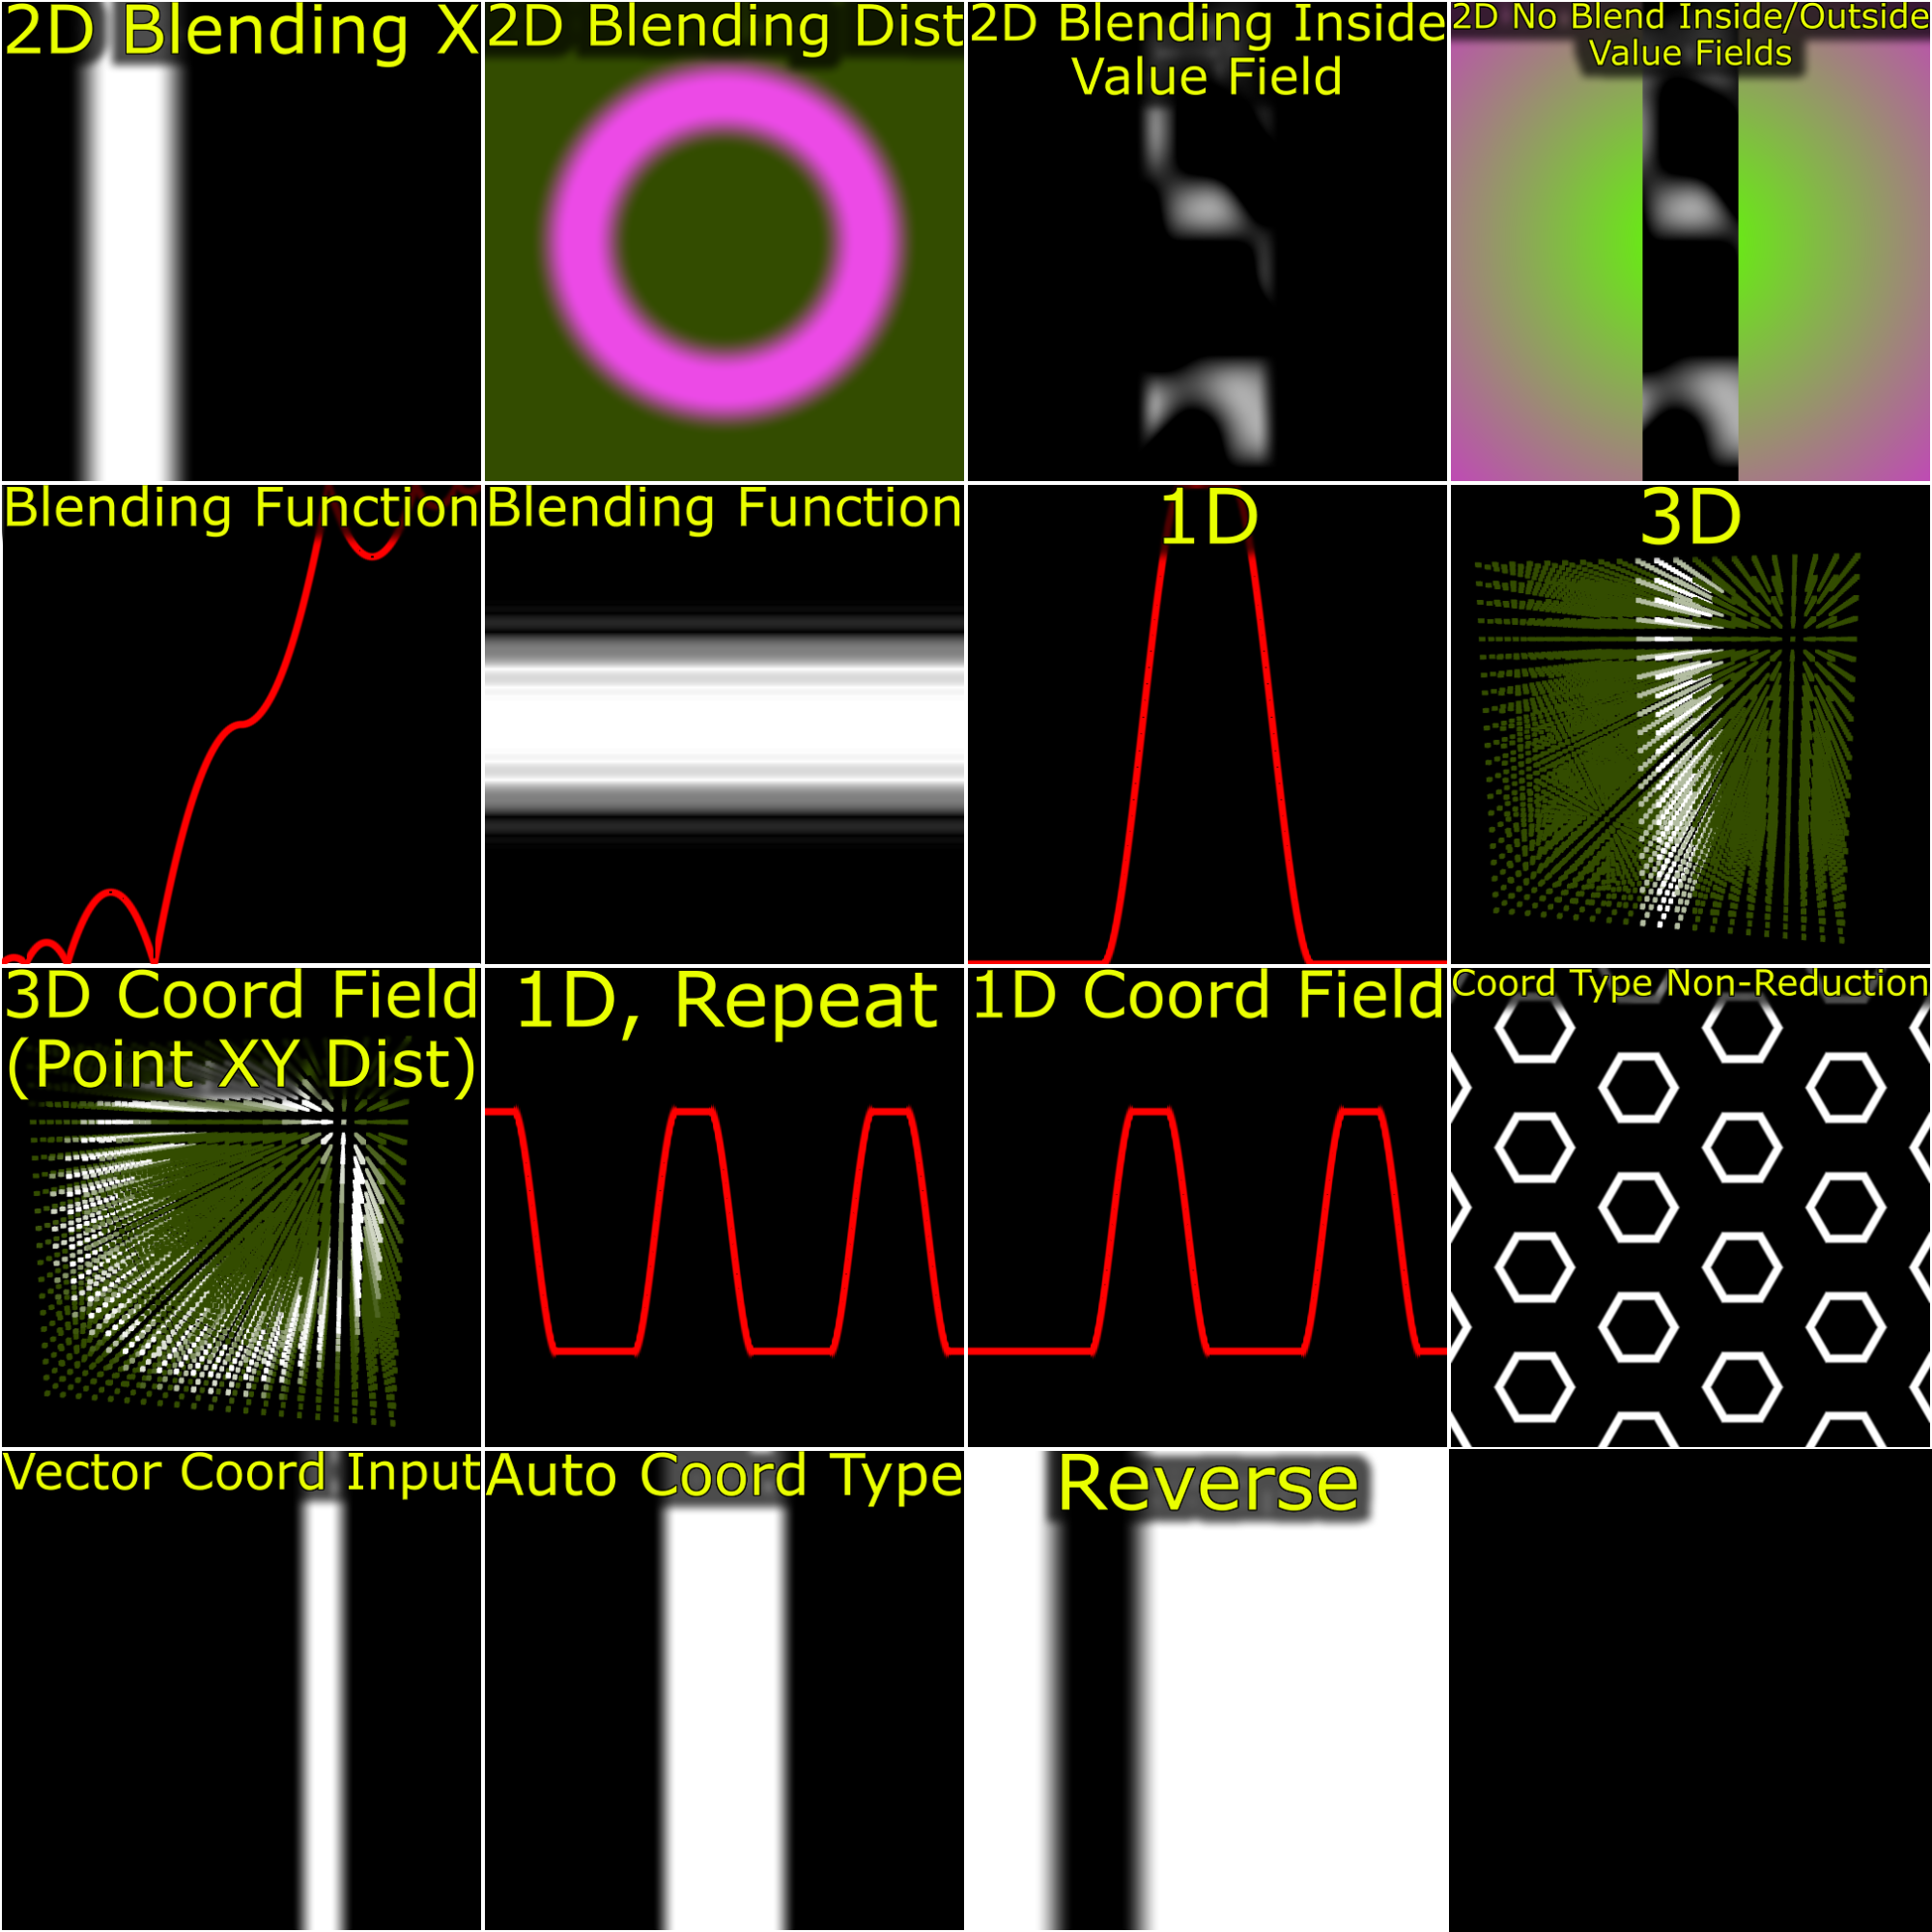 2D Blending X
2D Blending Dist
2D Blending Inside
Value Field
2D No Blend Inside/Outside
Value Fields
Blending Function
Blending Function
1D
3D
3D Coord Field
(Point XY Dist)
1D, Repeat
1D Coord Field
Coord Type Non-Reduction
Vector Coord Input
Auto Coord Type
Reverse